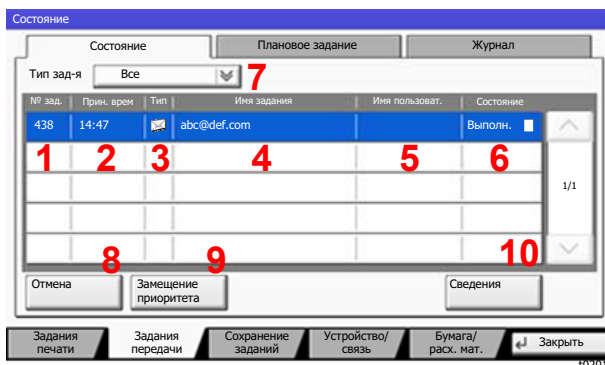 Состояние
Состояние Плановое задание Журнал
Тип зад-я Все 7
№ зад. Прин. врем Тип Имя задания Имя пользоват. Состояние
438 14:47 abc@def.com Выполн.
1 2 3 4 5 6
1/1
8 9 10
Отмена Замещение приоритета Сведения
Задания печати Задания передачи Сохранение заданий Устройство/ связь Бумага/ расх. мат. Закрыть